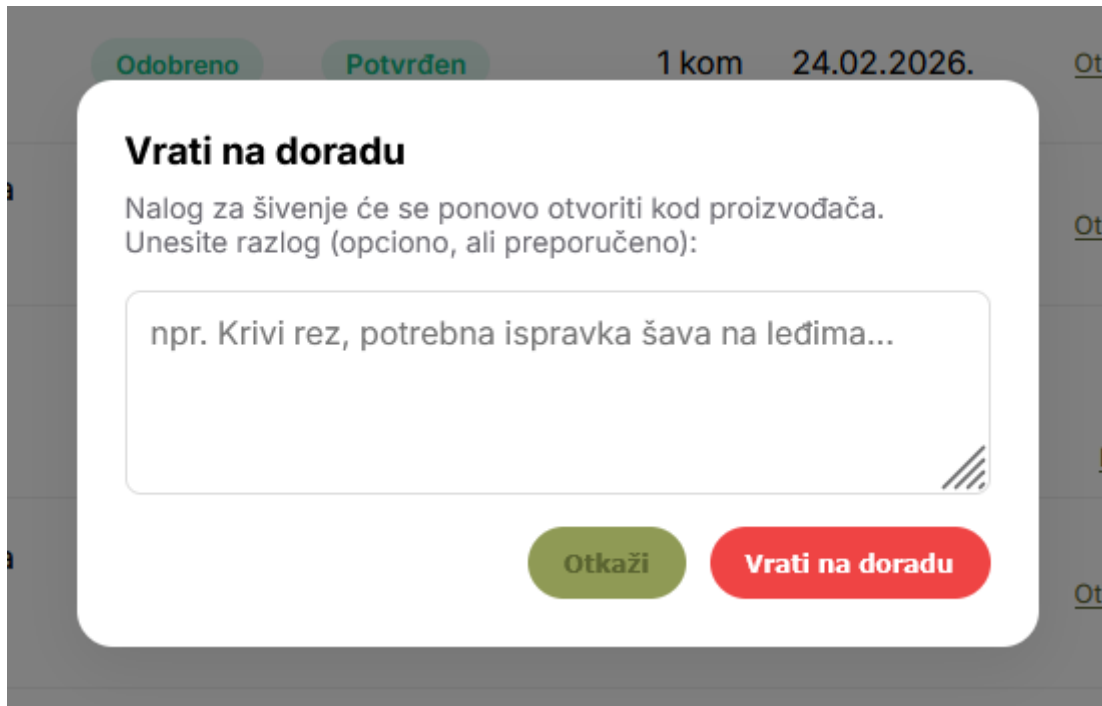 Odobreno Potvrđen 1 kom 24.02.2026.
Vrati na doradu
Nalog za šivenje će se ponovo otvoriti kod proizvođača.
Unesite razlog (opciono, ali preporučeno):
npr. Krivi rez, potrebna ispravka šava na leđima...
Otkaži Vrati na doradu